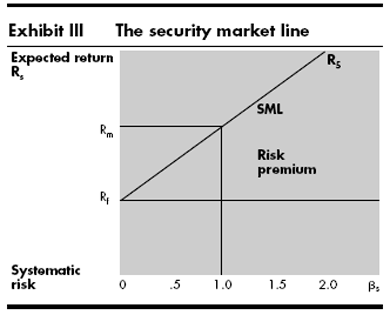 Exhibit III The security market line
Expected return
Rs
Rs
SML
Rm
Risk
premium
Rf
Systematic
risk
0 .5 1.0 1.5 2.0 βs